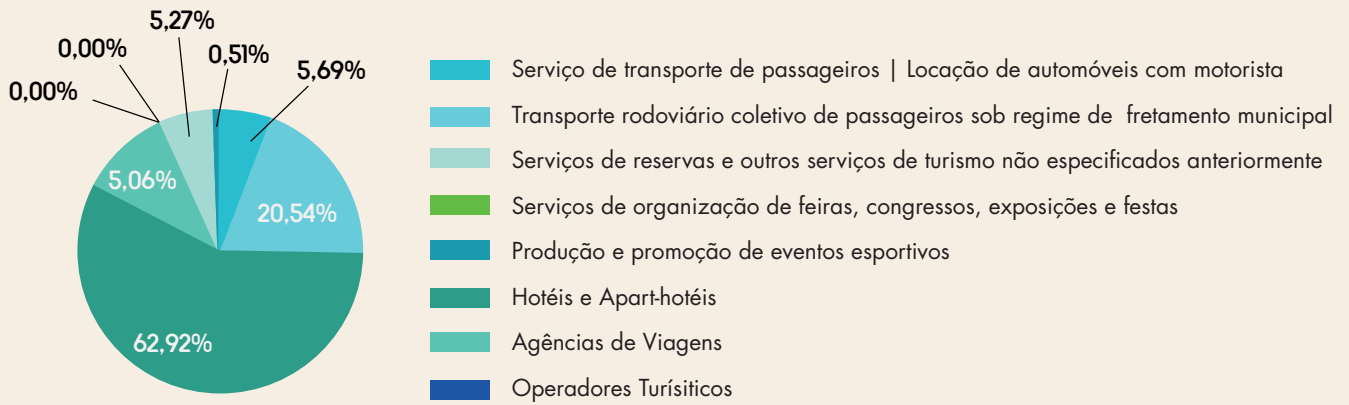 5,27%
0,00%
0,51%
5,69%
0,00%
5,06%
20,54%
62,92%
Serviço de transporte de passageiros | Locação de automóveis com motorista
Transporte rodoviário coletivo de passageiros sob regime de fretamento municipal
Serviços de reservas e outros serviços de turismo não especificados anteriormente
Serviços de organização de feiras, congressos, exposições e festas
Produção e promoção de eventos esportivos
Hotéis e Apart-hotéis
Agências de Viagens
Operadores Turísiticos